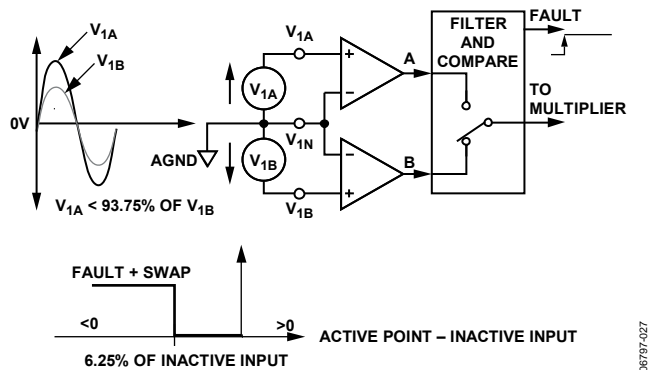 V1A
V1B
0V
V1A < 93.75% OF V1B
AGND
V1A
V1A
V1N
V1B
V1B
+
–
–
+
A
B
FILTER
AND
COMPARE
FAULT
TO
MULTIPLIER
FAULT + SWAP
<0
>0
ACTIVE POINT – INACTIVE INPUT
6.25% OF INACTIVE INPUT
06797-027